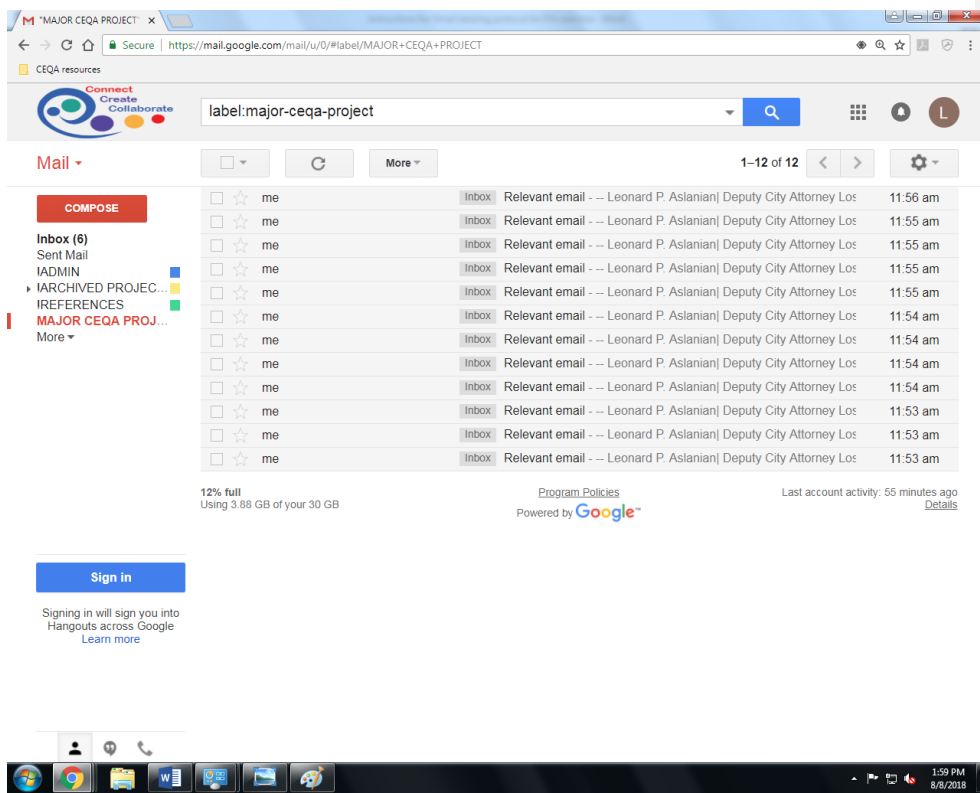 "MAJOR CEQA PROJECT"
Secure | https://mail.google.com/mail/u/0/#label/MAJOR+CEQA+PROJECT
CEQA resources
Connect
Create
Collaborate
label:major-ceqa-project
L
Mail
More
1–12 of 12
COMPOSE
Inbox (6)
Sent Mail
!ADMIN
!ARCHIVED PROJEC...
!REFERENCES
MAJOR CEQA PROJ...
More
me Inbox Relevant email - -- Leonard P. Aslanian| Deputy City Attorney Los 11:56 am
me Inbox Relevant email - -- Leonard P. Aslanian| Deputy City Attorney Los 11:55 am
me Inbox Relevant email - -- Leonard P. Aslanian| Deputy City Attorney Los 11:55 am
me Inbox Relevant email - -- Leonard P. Aslanian| Deputy City Attorney Los 11:55 am
me Inbox Relevant email - -- Leonard P. Aslanian| Deputy City Attorney Los 11:55 am
me Inbox Relevant email - -- Leonard P. Aslanian| Deputy City Attorney Los 11:54 am
me Inbox Relevant email - -- Leonard P. Aslanian| Deputy City Attorney Los 11:54 am
me Inbox Relevant email - -- Leonard P. Aslanian| Deputy City Attorney Los 11:54 am
me Inbox Relevant email - -- Leonard P. Aslanian| Deputy City Attorney Los 11:54 am
me Inbox Relevant email - -- Leonard P. Aslanian| Deputy City Attorney Los 11:53 am
me Inbox Relevant email - -- Leonard P. Aslanian| Deputy City Attorney Los 11:53 am
me Inbox Relevant email - -- Leonard P. Aslanian| Deputy City Attorney Los 11:53 am
12% full
Using 3.88 GB of your 30 GB
Program Policies
Powered by Google™
Last account activity: 55 minutes ago
Details
Sign in
Signing in will sign you into
Hangouts across Google
Learn more
1:59 PM
8/8/2018